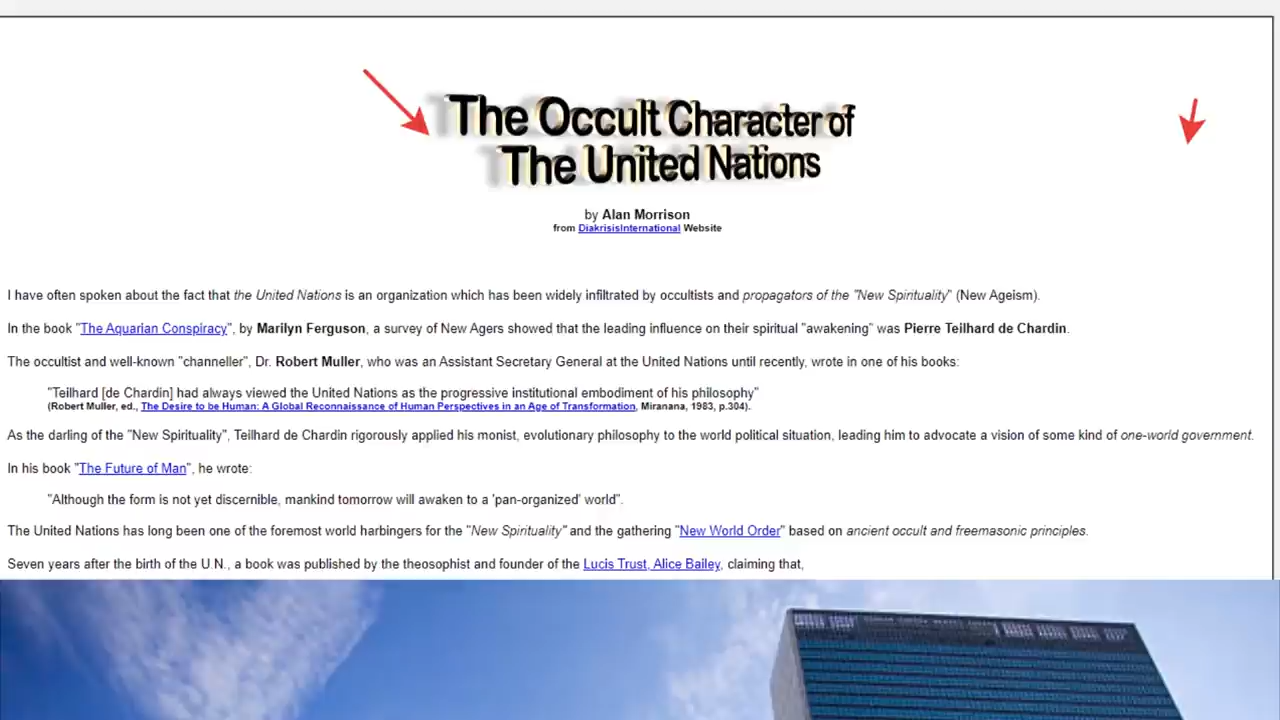 The Occult Character of
The United Nations
by Alan Morrison
from DiakrisisInternational Website
I have often spoken about the fact that the United Nations is an organization which has been widely infiltrated by occultists and propagators of the "New Spirituality" (New Ageism).
In the book "The Aquarian Conspiracy", by Marilyn Ferguson, a survey of New Agers showed that the leading influence on their spiritual "awakening" was Pierre Teilhard de Chardin.
The occultist and well-known "channeller", Dr. Robert Muller, who was an Assistant Secretary General at the United Nations until recently, wrote in one of his books:
"Teilhard [de Chardin] had always viewed the United Nations as the progressive institutional embodiment of his philosophy"
(Robert Muller, ed., The Desire to be Human: A Global Reconnaissance of Human Perspectives in an Age of Transformation, Miranana, 1983, p.304).
As the darling of the "New Spirituality", Teilhard de Chardin rigorously applied his monist, evolutionary philosophy to the world political situation, leading him to advocate a vision of some kind of one-world government.
In his book "The Future of Man", he wrote:
"Although the form is not yet discernible, mankind tomorrow will awaken to a 'pan-organized' world".
The United Nations has long been one of the foremost world harbingers for the "New Spirituality" and the gathering "New World Order" based on ancient occult and freemasonic principles.
Seven years after the birth of the U.N., a book was published by the theosophist and founder of the Lucis Trust, Alice Bailey, claiming that,